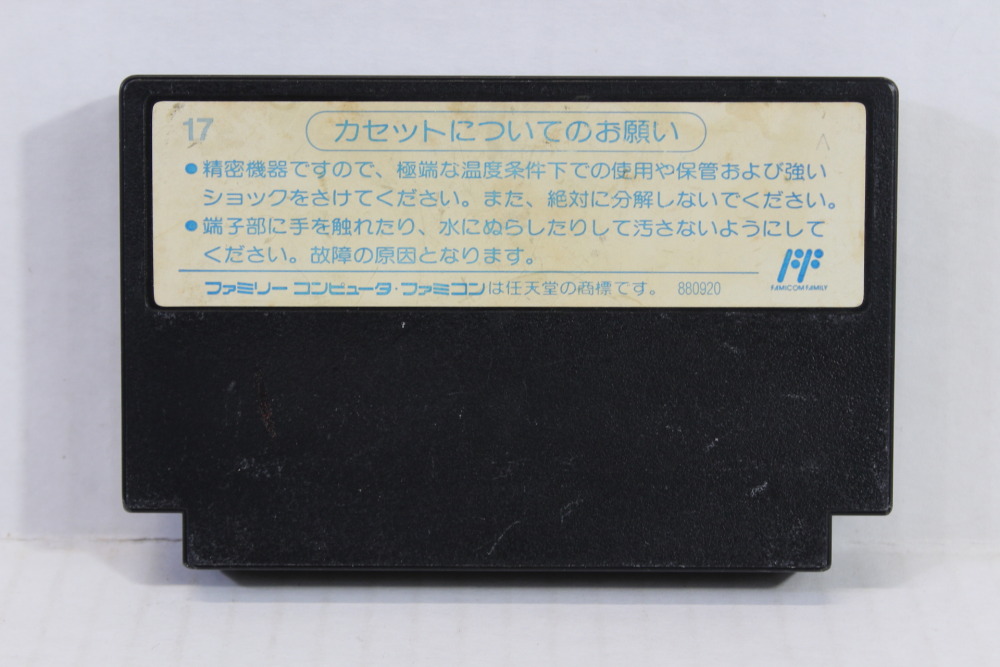 17
カセットについてのお願い
●精密機器ですので、極端な温度条件下での使用や保管および強い
ショックをさけてください。また、絶対に分解しないでください。
●端子部に手を触れたり、水にぬらしたりして汚さないようにして
ください。故障の原因となります。
FF
FAMICOM FAMILY
ファミリー コンピュータ・ファミコンは任天堂の商標です。 880920